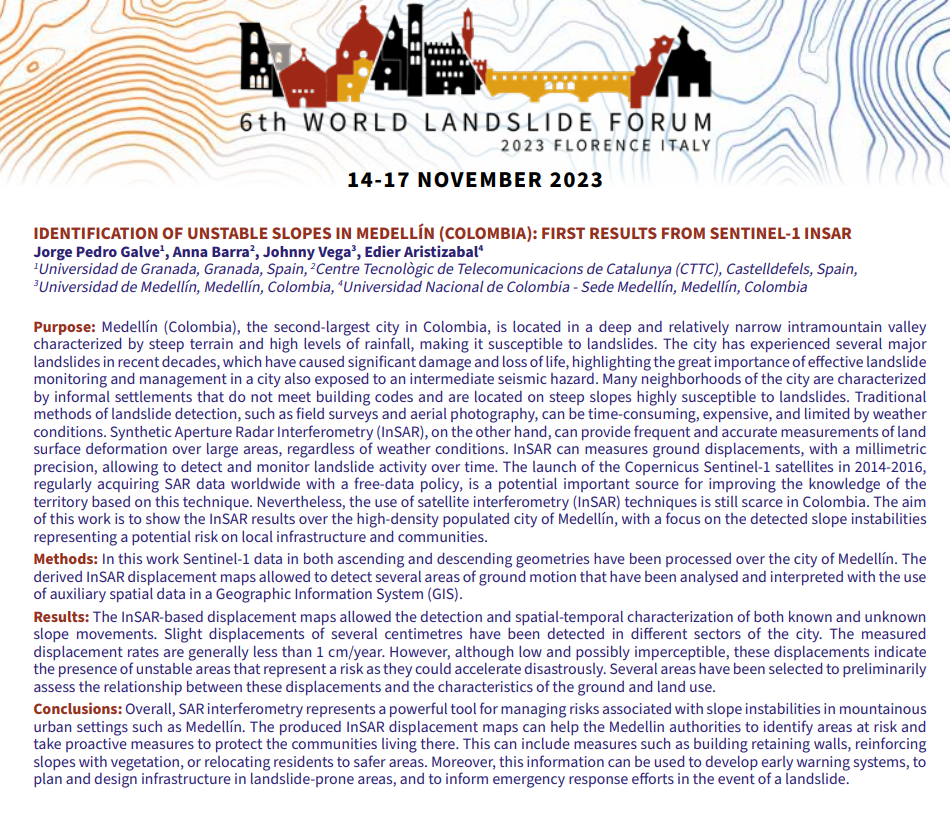 6th WORLD LANDSLIDE FORUM
2023 FLORENCE ITALY
14-17 NOVEMBER 2023
IDENTIFICATION OF UNSTABLE SLOPES IN MEDELLÍN (COLOMBIA): FIRST RESULTS FROM SENTINEL-1 INSAR
Jorge Pedro Galve¹, Anna Barra², Johnny Vega³, Edier Aristizabal⁴
¹Universidad de Granada, Granada, Spain, ²Centre Tecnològic de Telecomunicacions de Catalunya (CTTC), Castelldefels, Spain,
³Universidad de Medellín, Medellín, Colombia, ⁴Universidad Nacional de Colombia - Sede Medellín, Medellín, Colombia
Purpose: Medellín (Colombia), the second-largest city in Colombia, is located in a deep and relatively narrow intramountain valley
characterized by steep terrain and high levels of rainfall, making it susceptible to landslides. The city has experienced several major
landslides in recent decades, which have caused significant damage and loss of life, highlighting the great importance of effective landslide
monitoring and management in a city also exposed to an intermediate seismic hazard. Many neighborhoods of the city are characterized
by informal settlements that do not meet building codes and are located on steep slopes highly susceptible to landslides. Traditional
methods of landslide detection, such as field surveys and aerial photography, can be time-consuming, expensive, and limited by weather
conditions. Synthetic Aperture Radar Interferometry (InSAR), on the other hand, can provide frequent and accurate measurements of land
surface deformation over large areas, regardless of weather conditions. InSAR can measures ground displacements, with a millimetric
precision, allowing to detect and monitor landslide activity over time. The launch of the Copernicus Sentinel-1 satellites in 2014-2016,
regularly acquiring SAR data worldwide with a free-data policy, is a potential important source for improving the knowledge of the
territory based on this technique. Nevertheless, the use of satellite interferometry (InSAR) techniques is still scarce in Colombia. The aim
of this work is to show the InSAR results over the high-density populated city of Medellín, with a focus on the detected slope instabilities
representing a potential risk on local infrastructure and communities.
Methods: In this work Sentinel-1 data in both ascending and descending geometries have been processed over the city of Medellín. The
derived InSAR displacement maps allowed to detect several areas of ground motion that have been analysed and interpreted with the use
of auxiliary spatial data in a Geographic Information System (GIS).
Results: The InSAR-based displacement maps allowed the detection and spatial-temporal characterization of both known and unknown
slope movements. Slight displacements of several centimetres have been detected in different sectors of the city. The measured
displacement rates are generally less than 1 cm/year. However, although low and possibly imperceptible, these displacements indicate
the presence of unstable areas that represent a risk as they could accelerate disastrously. Several areas have been selected to preliminarily
assess the relationship between these displacements and the characteristics of the ground and land use.
Conclusions: Overall, SAR interferometry represents a powerful tool for managing risks associated with slope instabilities in mountainous
urban settings such as Medellín. The produced InSAR displacement maps can help the Medellin authorities to identify areas at risk and
take proactive measures to protect the communities living there. This can include measures such as building retaining walls, reinforcing
slopes with vegetation, or relocating residents to safer areas. Moreover, this information can be used to develop early warning systems, to
plan and design infrastructure in landslide-prone areas, and to inform emergency response efforts in the event of a landslide.